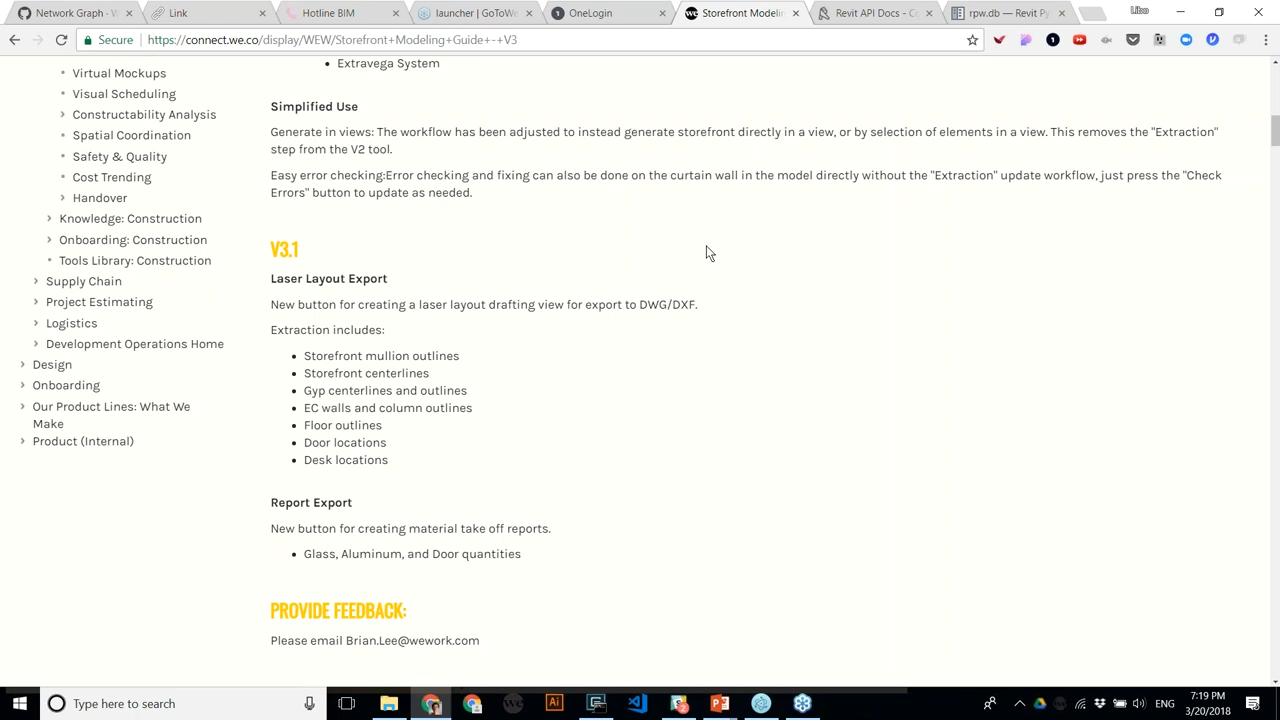 Network Graph - W
Link
Hotline BIM
launcher | GoToWe
OneLogin
Storefront Modelin
Revit API Docs - Co
rpw.db — Revit Py
Secure
https://connect.we.co/display/WEW/Storefront+Modeling+Guide+-+V3
Virtual Mockups
Visual Scheduling
Constructability Analysis
Spatial Coordination
Safety & Quality
Cost Trending
Handover
Knowledge: Construction
Onboarding: Construction
Tools Library: Construction
Supply Chain
Project Estimating
Logistics
Development Operations Home
Design
Onboarding
Our Product Lines: What We
Make
Product (Internal)
Extravega System
Simplified Use
Generate in views: The workflow has been adjusted to instead generate storefront directly in a view, or by selection of elements in a view. This removes the "Extraction"
step from the V2 tool.
Easy error checking:Error checking and fixing can also be done on the curtain wall in the model directly without the "Extraction" update workflow, just press the "Check
Errors" button to update as needed.
V3.1
Laser Layout Export
New button for creating a laser layout drafting view for export to DWG/DXF.
Extraction includes:
Storefront mullion outlines
Storefront centerlines
Gyp centerlines and outlines
EC walls and column outlines
Floor outlines
Door locations
Desk locations
Report Export
New button for creating material take off reports.
Glass, Aluminum, and Door quantities
PROVIDE FEEDBACK:
Please email Brian.Lee@wework.com
Type here to search
ENG
7:19 PM
3/20/2018